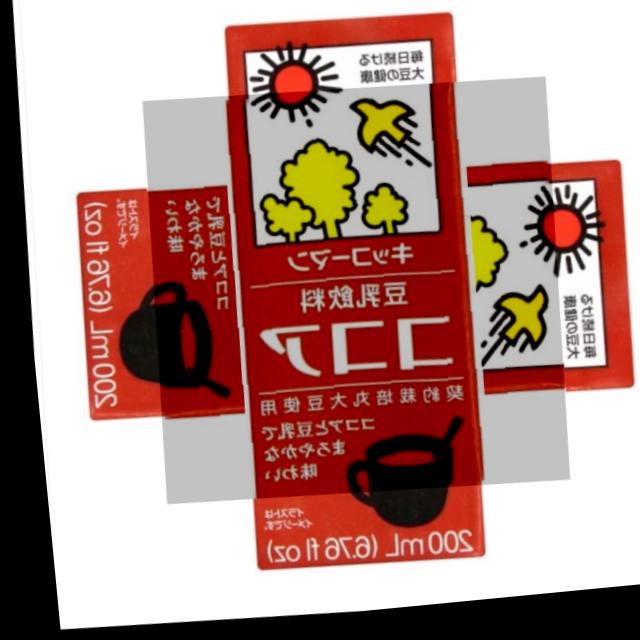 毎日続ける
大豆の健康
キッコーマン
豆乳飲料
ココア
契約栽培丸大豆使用
ココアと豆乳で
まろやかな
味わい
イラストは
イメージです。
200 mL (6.76 fl oz)
ココアと豆乳で
まろやかな
味わい
イラストは
イメージです。
200 mL (6.76 fl oz)
毎日続ける
大豆の健康